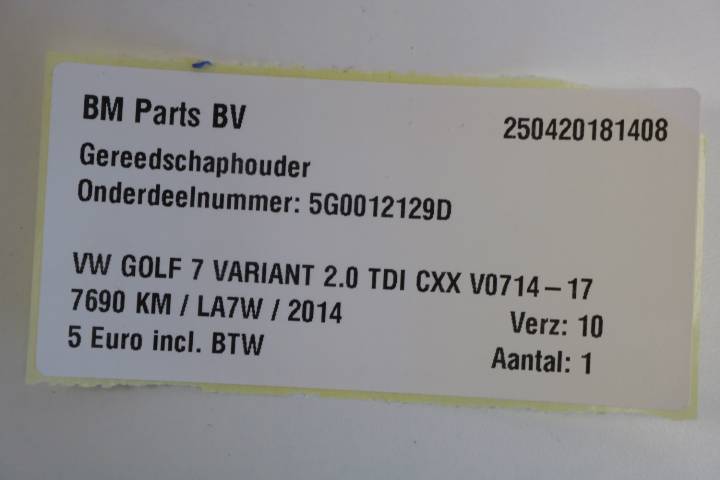 BM Parts BV
250420181408
Gereedschaphouder
Onderdeelnummer: 5G0012129D
VW GOLF 7 VARIANT 2.0 TDI CXX V0714-17
7690 KM / LA7W / 2014
Verz: 10
5 Euro incl. BTW
Aantal: 1